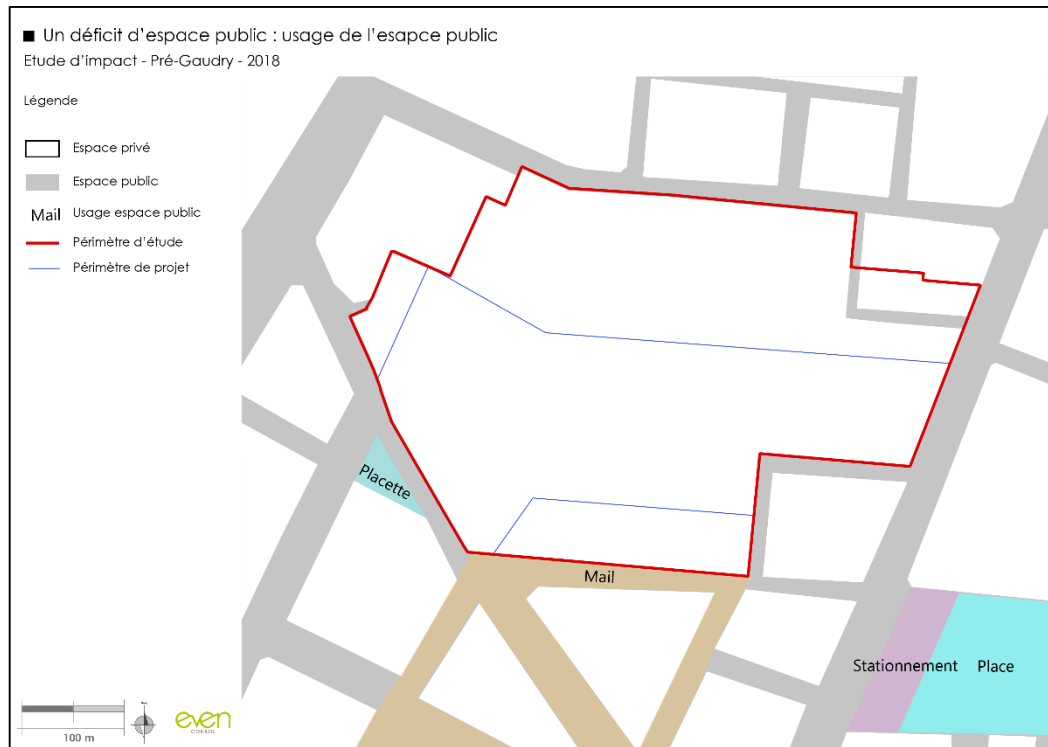 ■ Un déficit d'espace public : usage de l'esapce public
Etude d'impact - Pré-Gaudry - 2018
Légende
Espace privé
Espace public
Mail Usage espace public
Périmètre d'étude
Périmètre de projet
Placette
Mail
Stationnement Place
100 m
even
CONSEIL